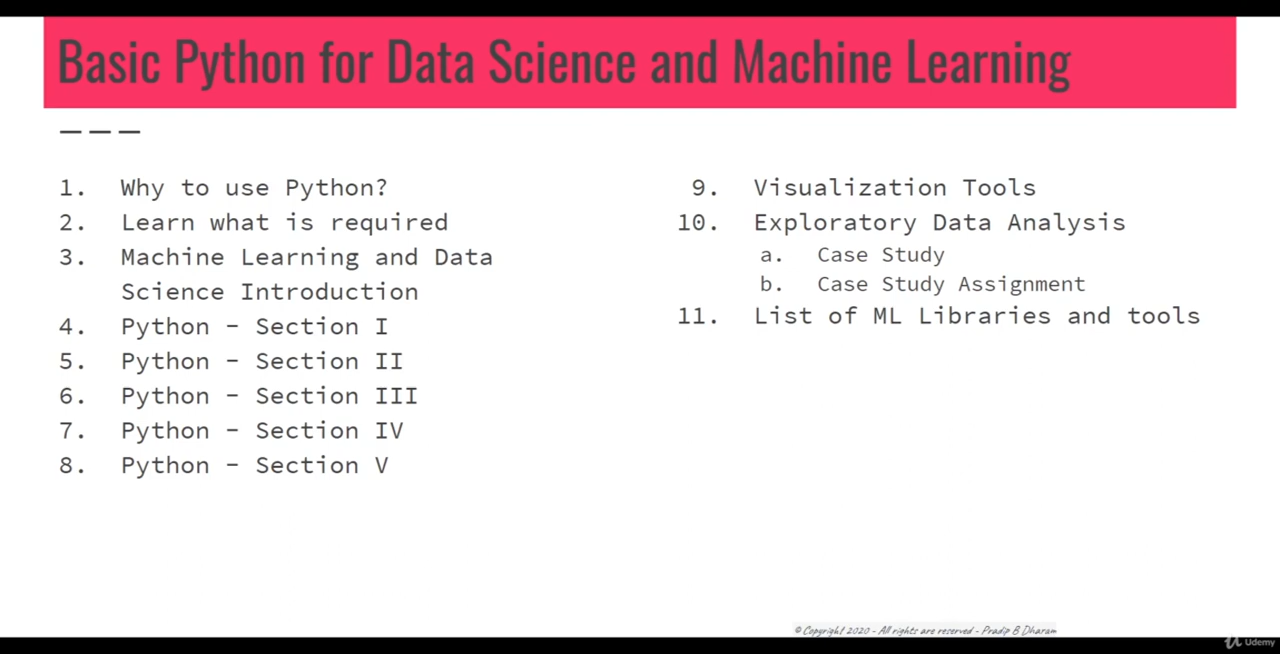 Basic Python for Data Science and Machine Learning
1. Why to use Python?
2. Learn what is required
3. Machine Learning and Data
Science Introduction
4. Python - Section I
5. Python - Section II
6. Python - Section III
7. Python - Section IV
8. Python - Section V
9. Visualization Tools
10. Exploratory Data Analysis
a. Case Study
b. Case Study Assignment
11. List of ML Libraries and tools
© Copyright 2020 - All rights are reserved - Pradip B Dharam
Udemy